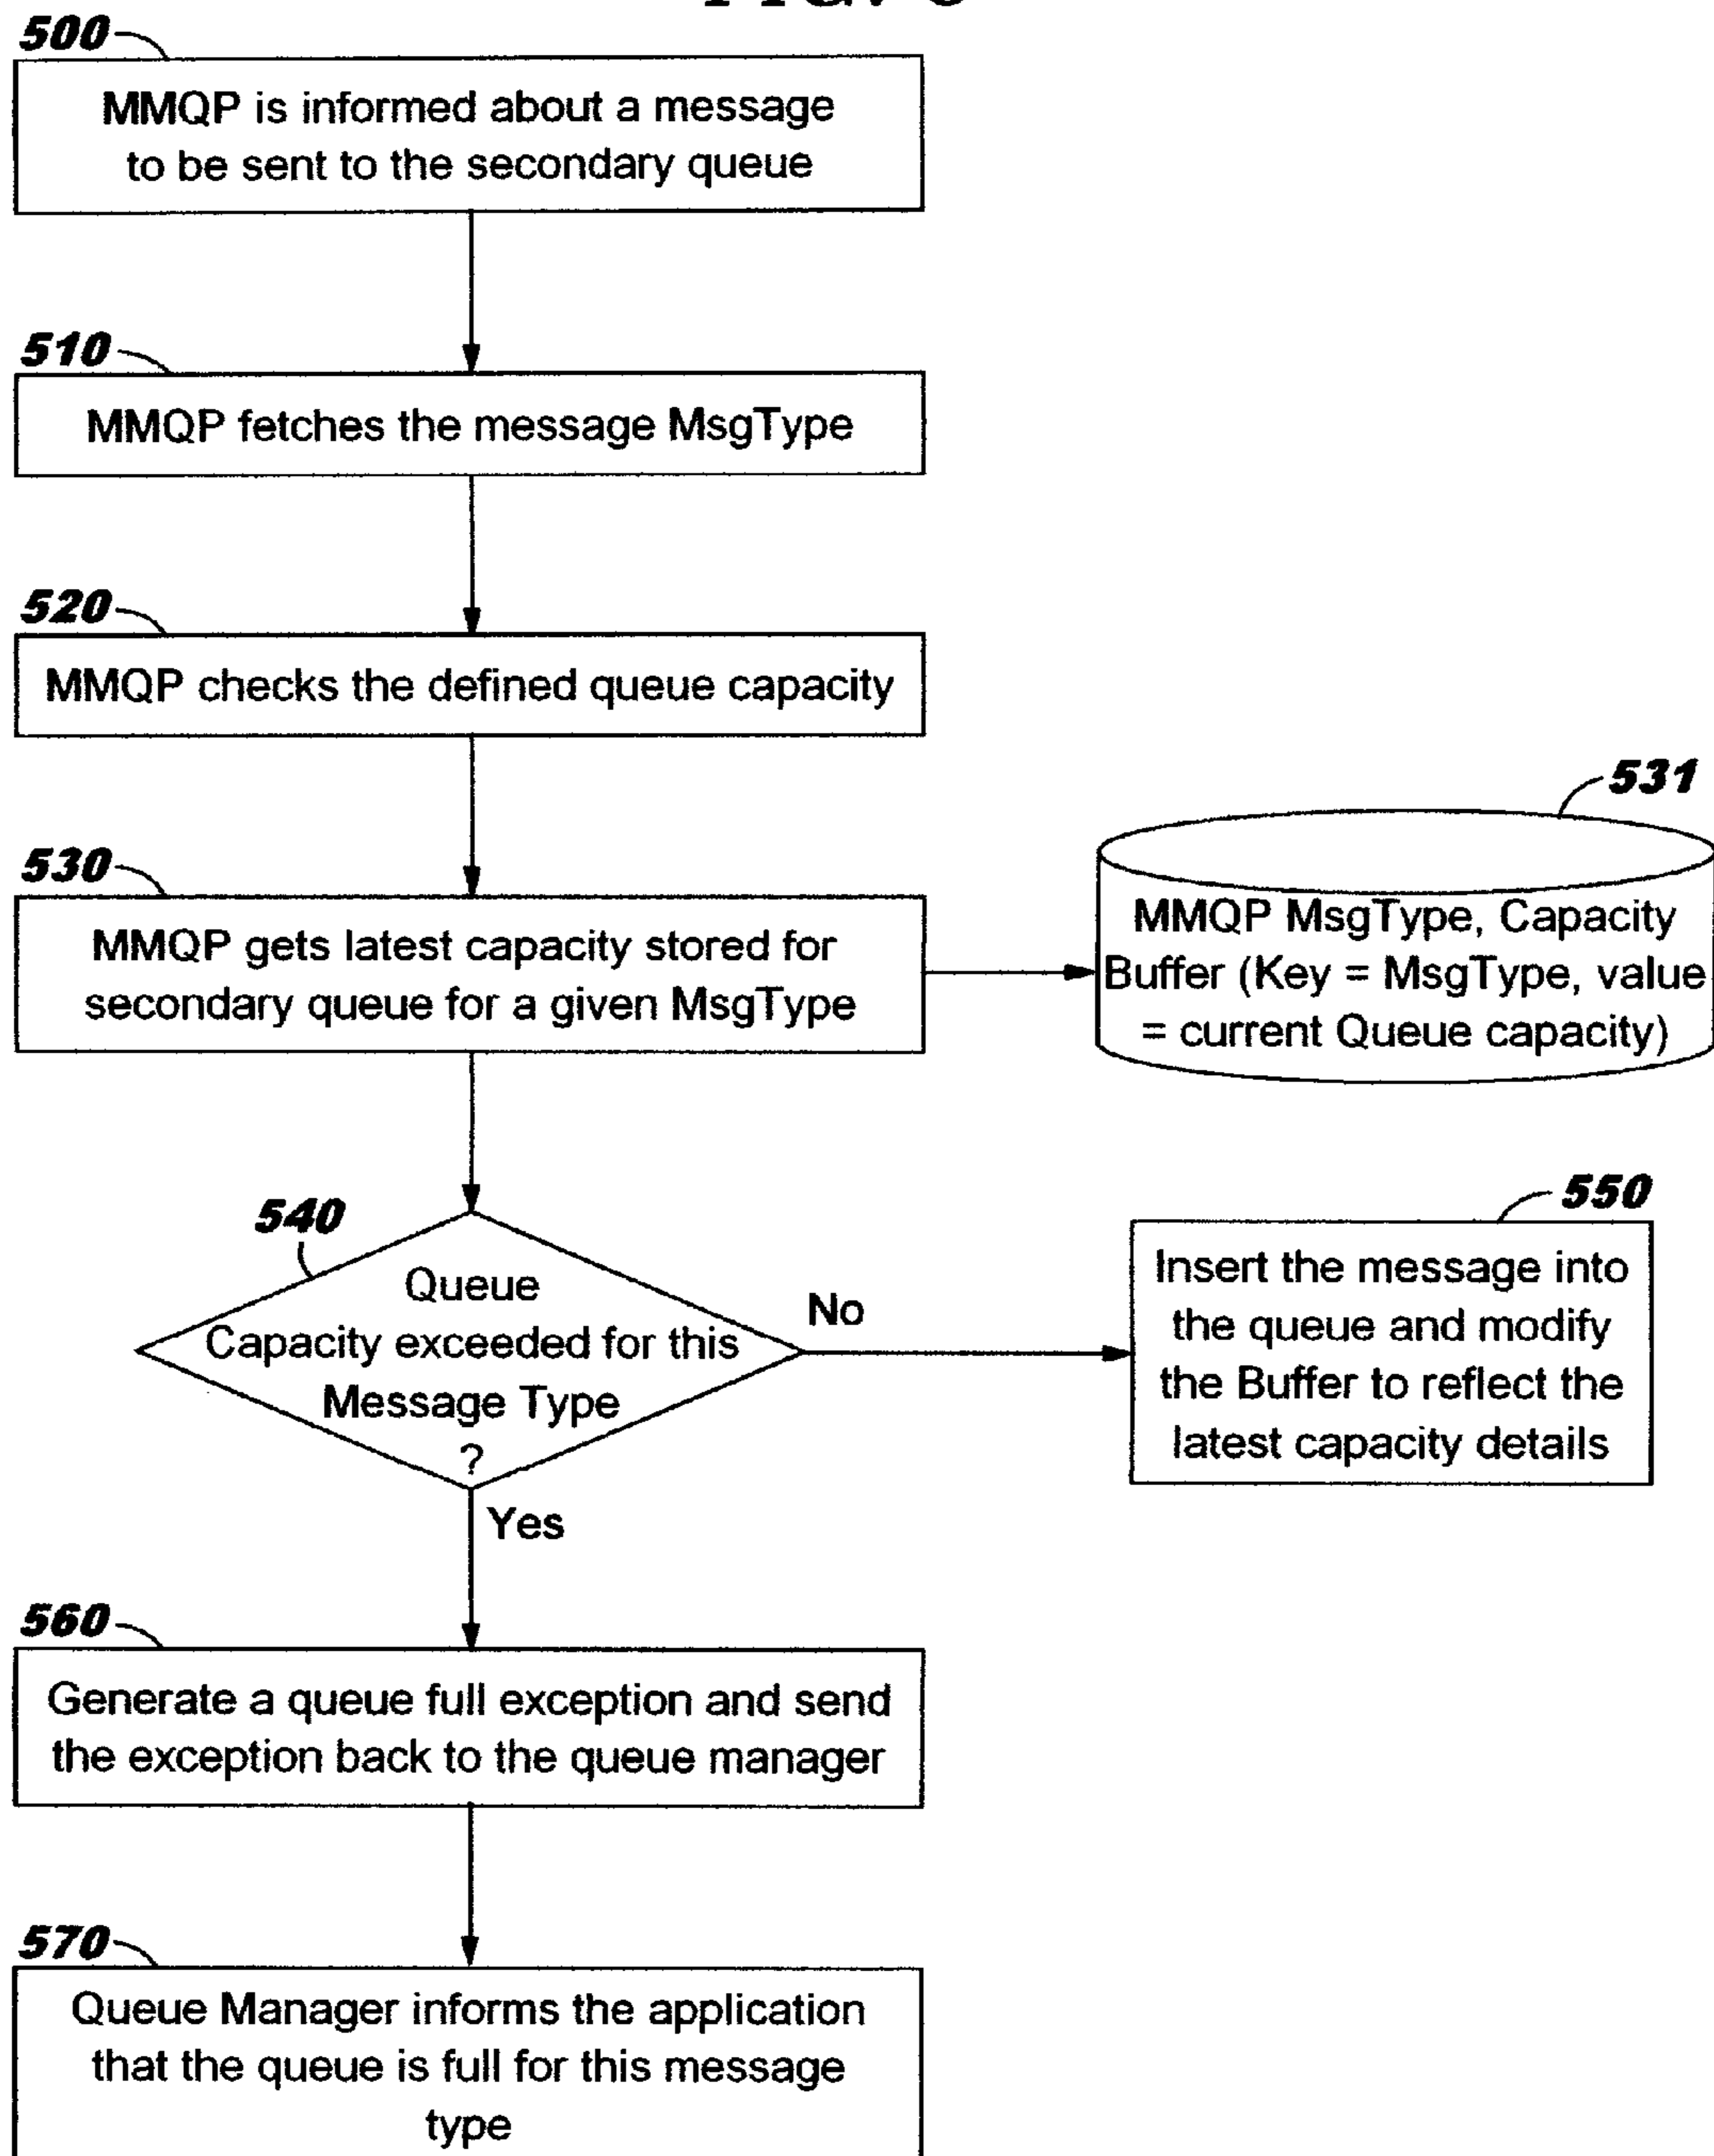 500
MMQP is informed about a message
to be sent to the secondary queue
510
MMQP fetches the message MsgType
520
MMQP checks the defined queue capacity
530
MMQP gets latest capacity stored for
secondary queue for a given MsgType
531
MMQP MsgType, Capacity
Buffer (Key = MsgType, value
= current Queue capacity)
540
Queue
Capacity exceeded for this
Message Type
?
No
550
Insert the message into
the queue and modify
the Buffer to reflect the
latest capacity details
Yes
560
Generate a queue full exception and send
the exception back to the queue manager
570
Queue Manager informs the application
that the queue is full for this message
type